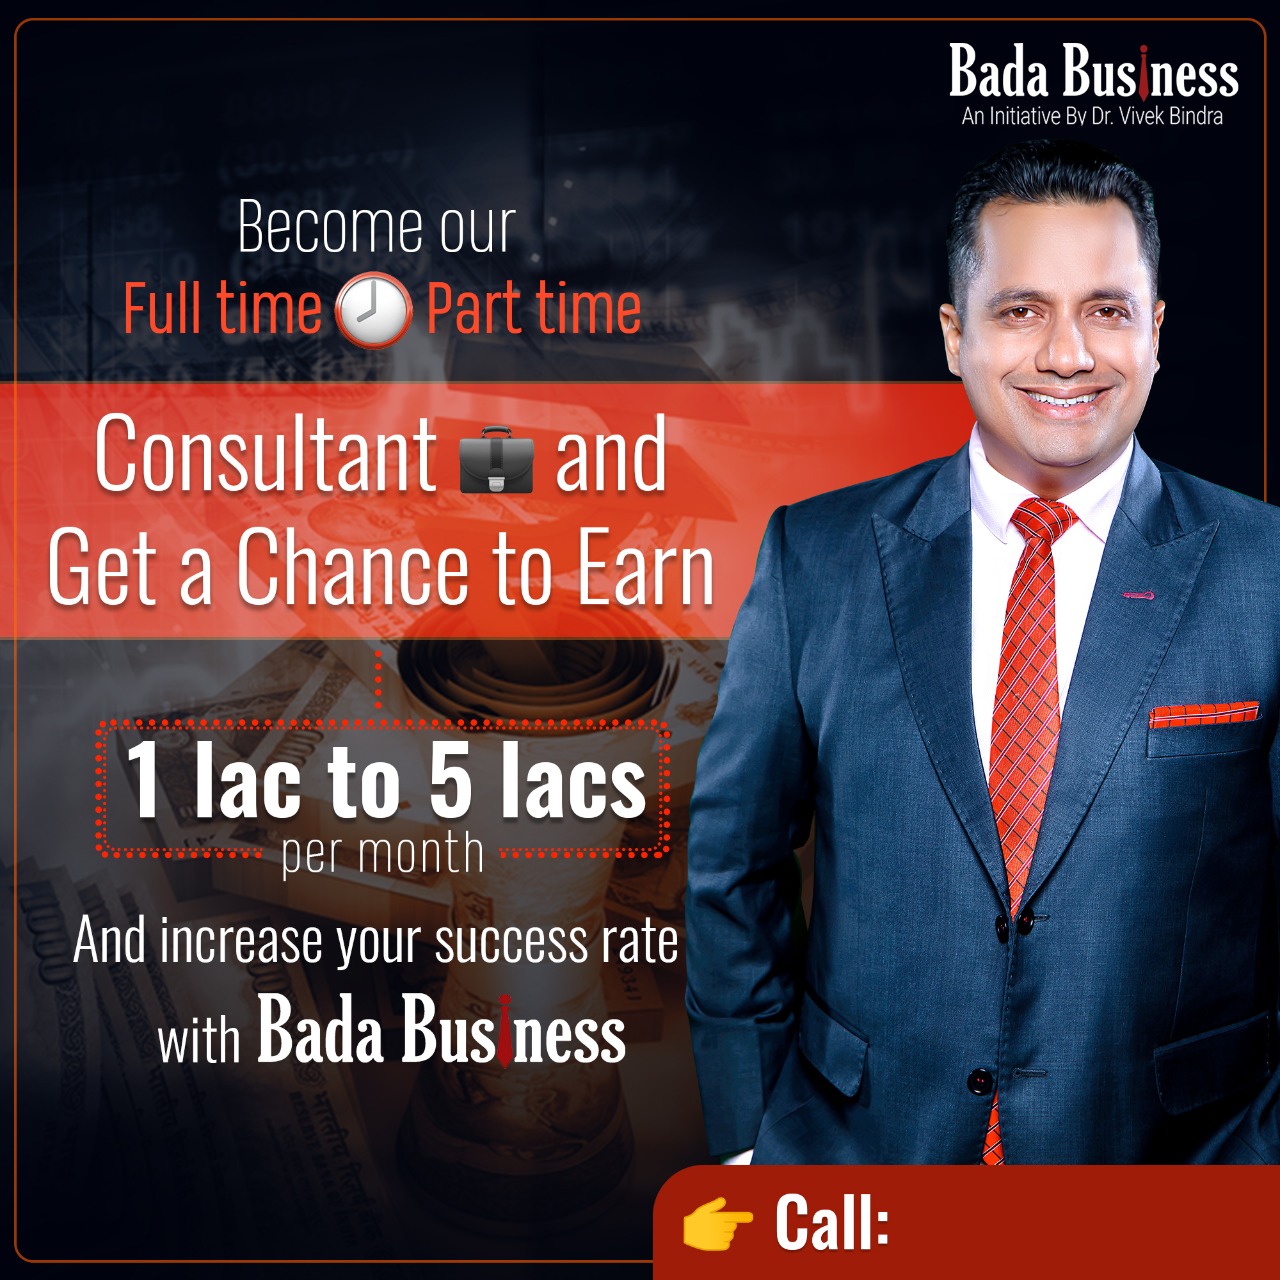 Bada Business
An Initiative By Dr. Vivek Bindra
Become our
Full time Part time
Consultant and
Get a Chance to Earn
1 lac to 5 lacs
per month
And increase your success rate
with Bada Business
Call: